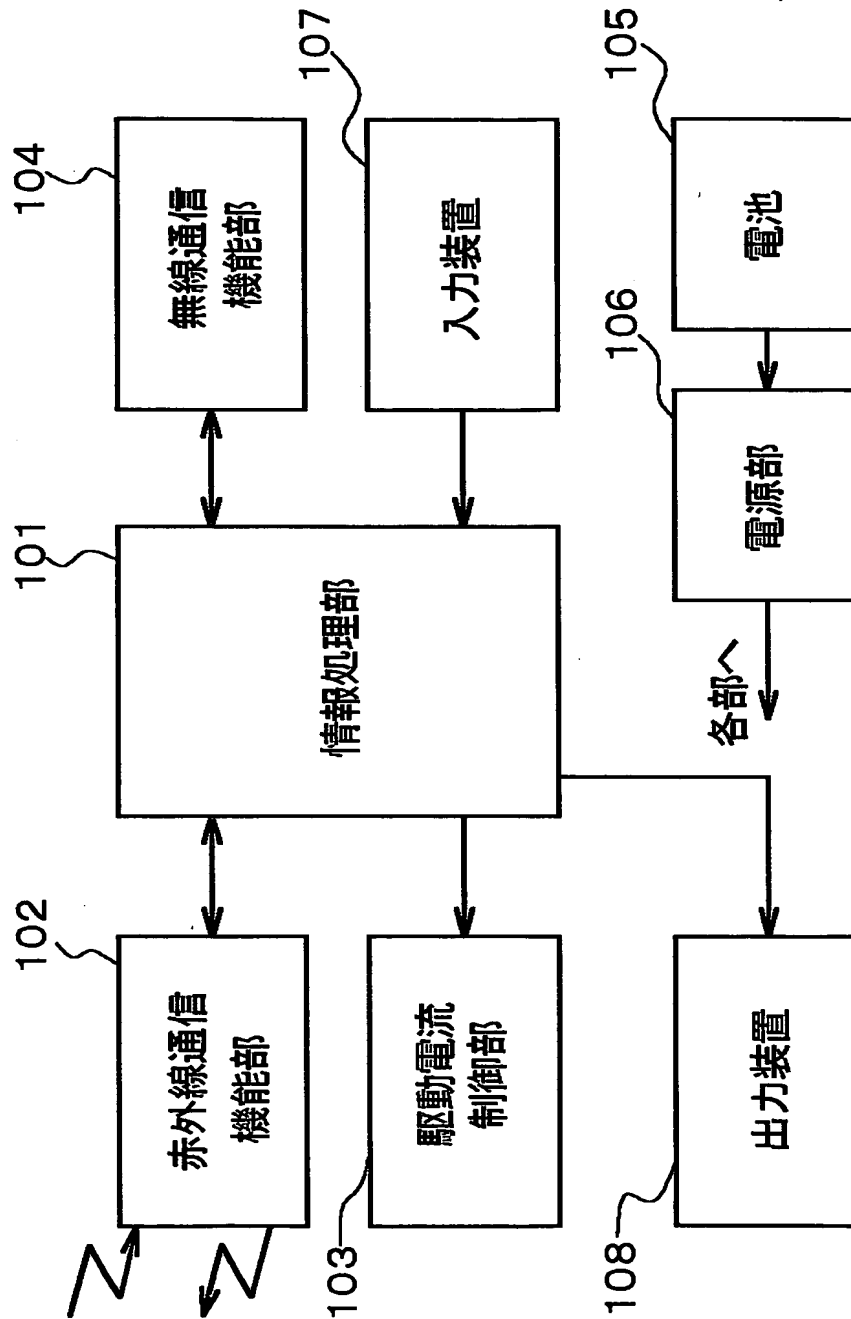 102
赤外線通信
機能部
101
情報処理部
104
無線通信
機能部
103
駆動電流
制御部
107
入力装置
108
出力装置
各部へ
106
電源部
105
電池